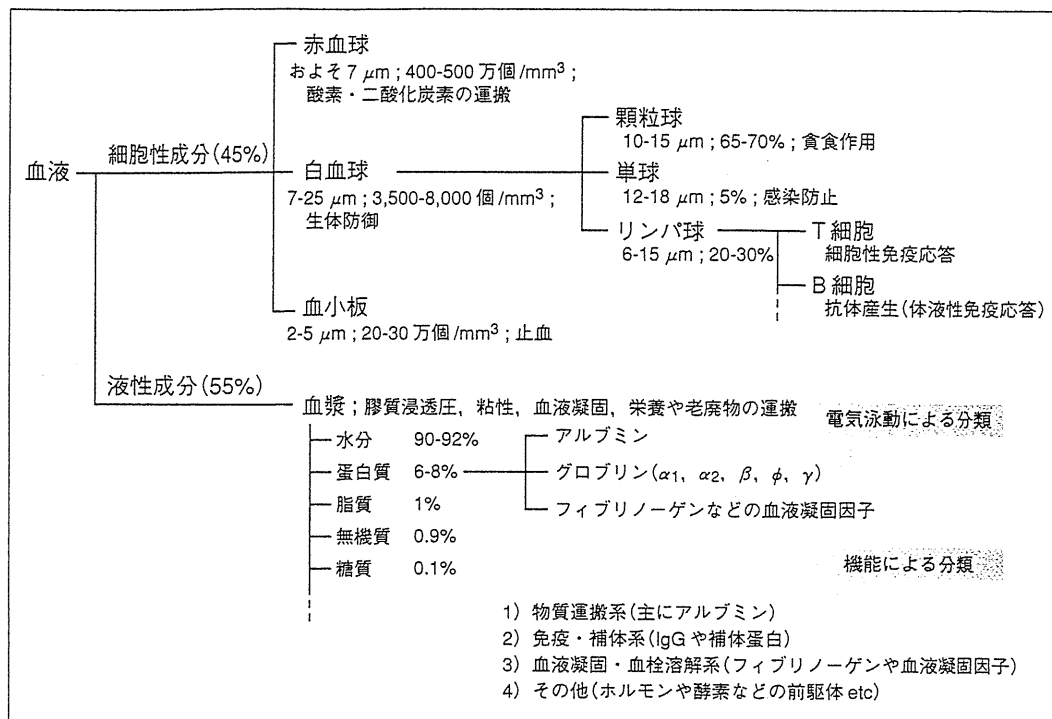 赤血球
およそ 7 μm ; 400-500 万個 /mm³ ;
酸素・二酸化炭素の運搬
顆粒球
10-15 μm ; 65-70% ; 貪食作用
血液
細胞性成分(45%)
白血球
7-25 μm ; 3,500-8,000 個 /mm³ ;
生体防御
単球
12-18 μm ; 5% ; 感染防止
リンパ球
6-15 μm ; 20-30%
T 細胞
細胞性免疫応答
B 細胞
抗体産生(体液性免疫応答)
血小板
2-5 μm ; 20-30 万個 /mm³ ; 止血
液性成分(55%)
血漿 ; 膠質浸透圧, 粘性, 血液凝固, 栄養や老廃物の運搬
電気泳動による分類
水分 90-92%
アルブミン
蛋白質 6-8%
グロブリン(α1, α2, β, φ, γ)
脂質 1%
フィブリノーゲンなどの血液凝固因子
無機質 0.9%
糖質 0.1%
機能による分類
1) 物質運搬系(主にアルブミン)
2) 免疫・補体系(IgG や補体蛋白)
3) 血液凝固・血栓溶解系(フィブリノーゲンや血液凝固因子)
4) その他(ホルモンや酵素などの前駆体 etc)